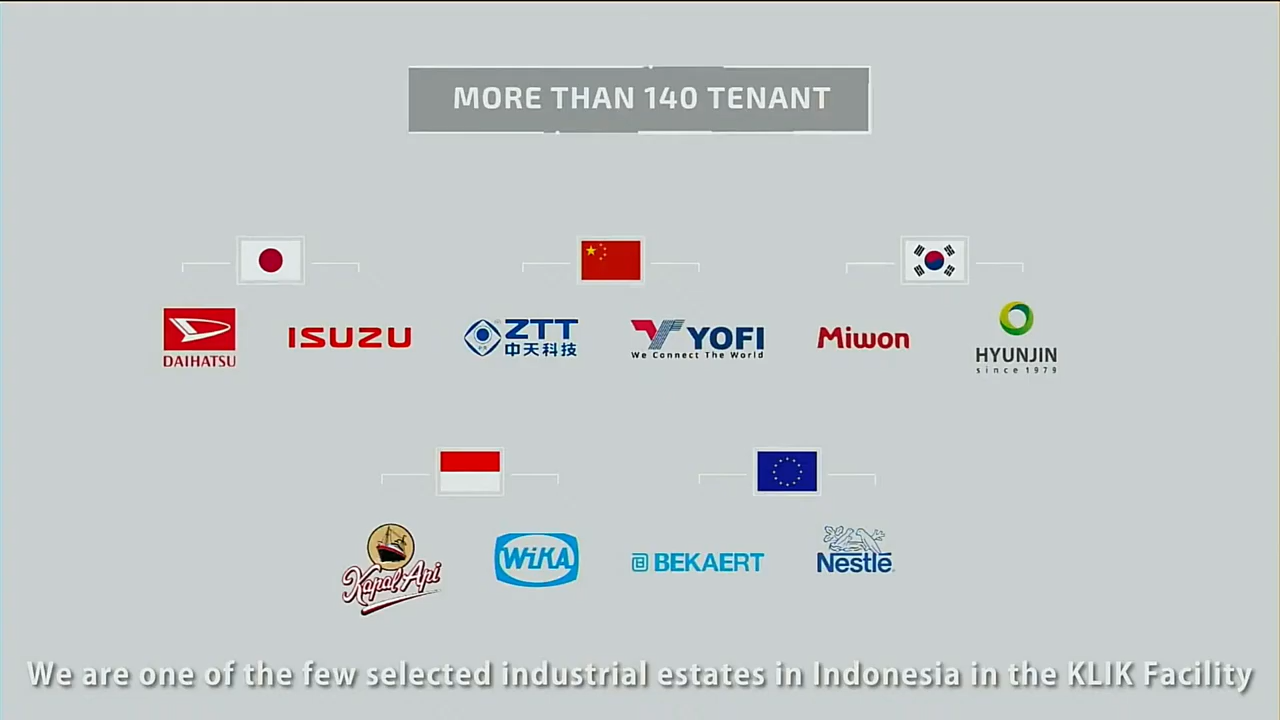 MORE THAN 140 TENANT
DAIHATSU
ISUZU
ZTT
中天科技
YOFI
We Connect The World
Miwon
HYUNJIN
since 1979
Kapal Api
WiKA
BEKAERT
Nestlé
We are one of the few selected industrial estates in Indonesia in the KLIK Facility